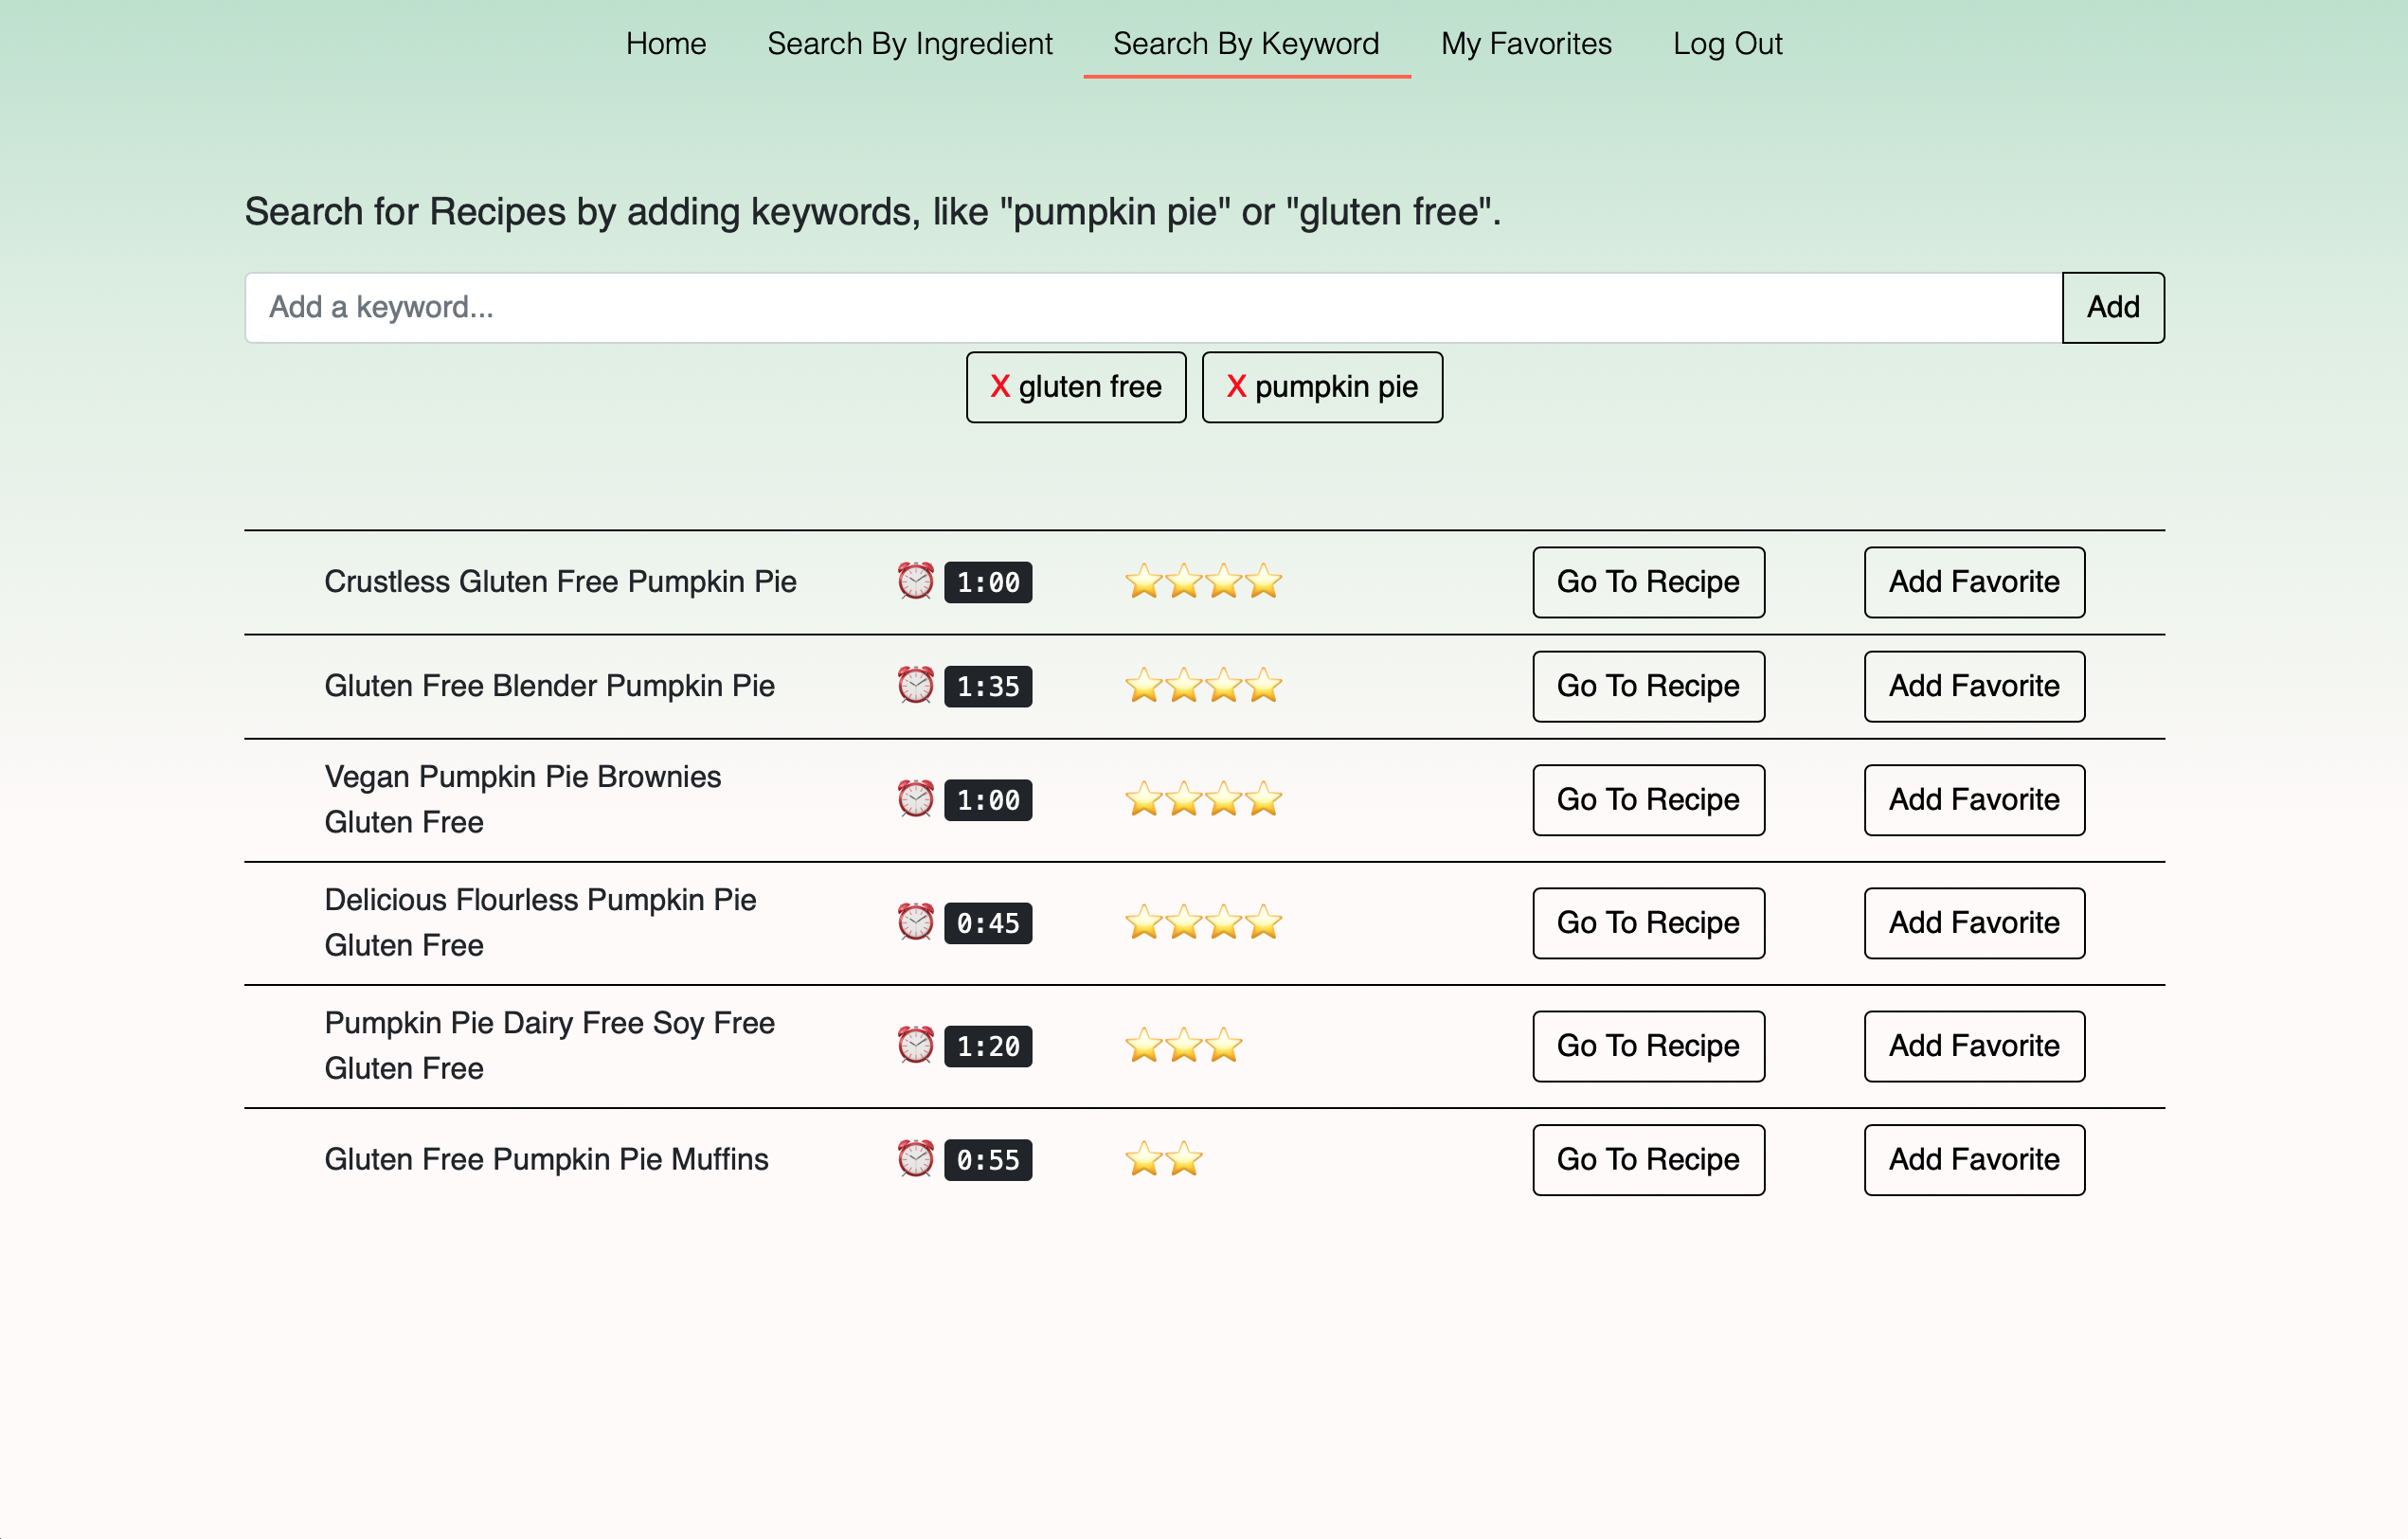 Home Search By Ingredient Search By Keyword My Favorites Log Out
Search for Recipes by adding keywords, like "pumpkin pie" or "gluten free".
Add a keyword... Add
X gluten free X pumpkin pie
Crustless Gluten Free Pumpkin Pie ⏰ 1:00 ⭐⭐⭐⭐ Go To Recipe Add Favorite
Gluten Free Blender Pumpkin Pie ⏰ 1:35 ⭐⭐⭐⭐ Go To Recipe Add Favorite
Vegan Pumpkin Pie Brownies
Gluten Free ⏰ 1:00 ⭐⭐⭐⭐ Go To Recipe Add Favorite
Delicious Flourless Pumpkin Pie
Gluten Free ⏰ 0:45 ⭐⭐⭐⭐ Go To Recipe Add Favorite
Pumpkin Pie Dairy Free Soy Free
Gluten Free ⏰ 1:20 ⭐⭐⭐ Go To Recipe Add Favorite
Gluten Free Pumpkin Pie Muffins ⏰ 0:55 ⭐⭐ Go To Recipe Add Favorite